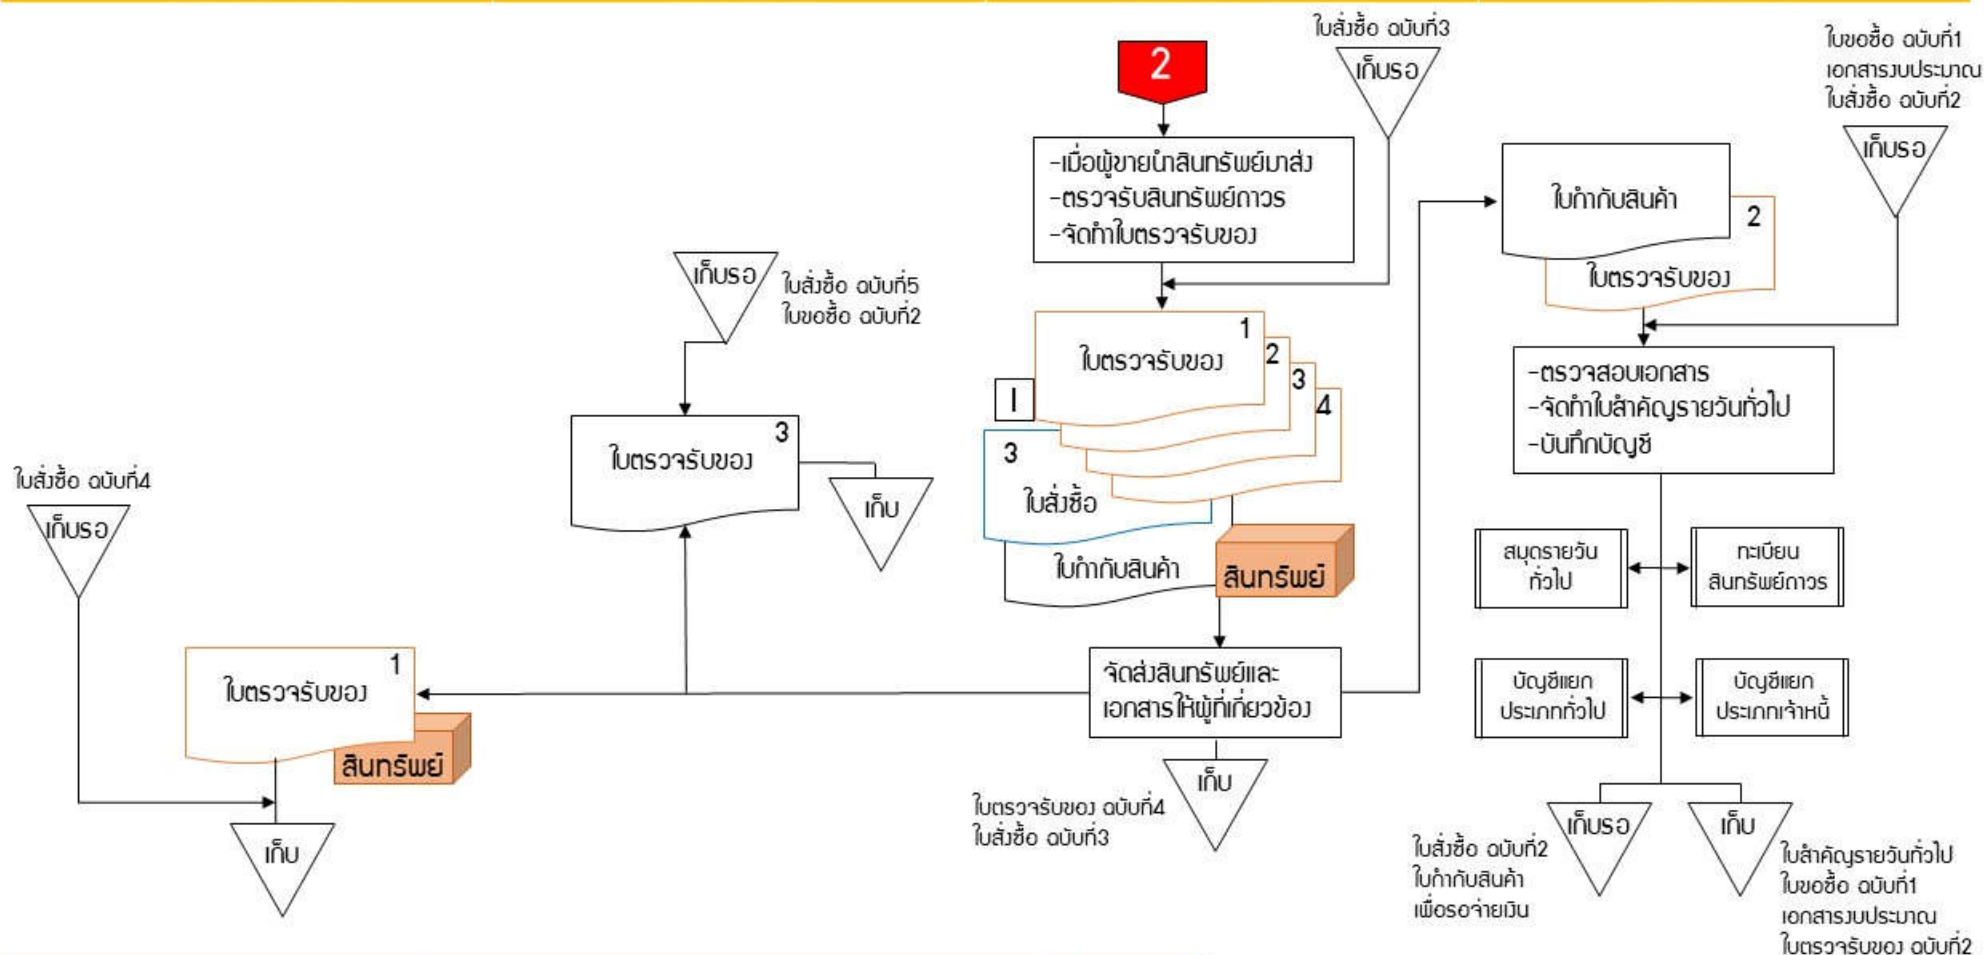 ใบสั่งซื้อ ฉบับที่3
เก็บรอ
2
-เมื่อผู้ขายนำสินทรัพย์มาส่ง
-ตรวจรับสินทรัพย์ถาวร
-จัดทำใบตรวจรับของ
ใบขอซื้อ ฉบับที่1
เอกสารงบประมาณ
ใบสั่งซื้อ ฉบับที่2
เก็บรอ
ใบกำกับสินค้า
2
ใบตรวจรับของ
เก็บรอ
ใบสั่งซื้อ ฉบับที่5
ใบขอซื้อ ฉบับที่2
1
ใบตรวจรับของ
2
3
4
I
3
ใบสั่งซื้อ
ใบกำกับสินค้า
สินทรัพย์
-ตรวจสอบเอกสาร
-จัดทำใบสำคัญรายวันทั่วไป
-บันทึกบัญชี
3
ใบตรวจรับของ
เก็บ
ใบสั่งซื้อ ฉบับที่4
เก็บรอ
สมุดรายวัน
ทั่วไป
ทะเบียน
สินทรัพย์ถาวร
1
ใบตรวจรับของ
สินทรัพย์
เก็บ
จัดส่งสินทรัพย์และ
เอกสารให้ผู้ที่เกี่ยวข้อง
เก็บ
ใบตรวจรับของ ฉบับที่4
ใบสั่งซื้อ ฉบับที่3
บัญชีแยก
ประเภททั่วไป
บัญชีแยก
ประเภทเจ้าหนี้
เก็บรอ
ใบสั่งซื้อ ฉบับที่2
ใบกำกับสินค้า
เพื่อรอจ่ายเงิน
เก็บ
ใบสำคัญรายวันทั่วไป
ใบขอซื้อ ฉบับที่1
เอกสารงบประมาณ
ใบตรวจรับของ ฉบับที่2